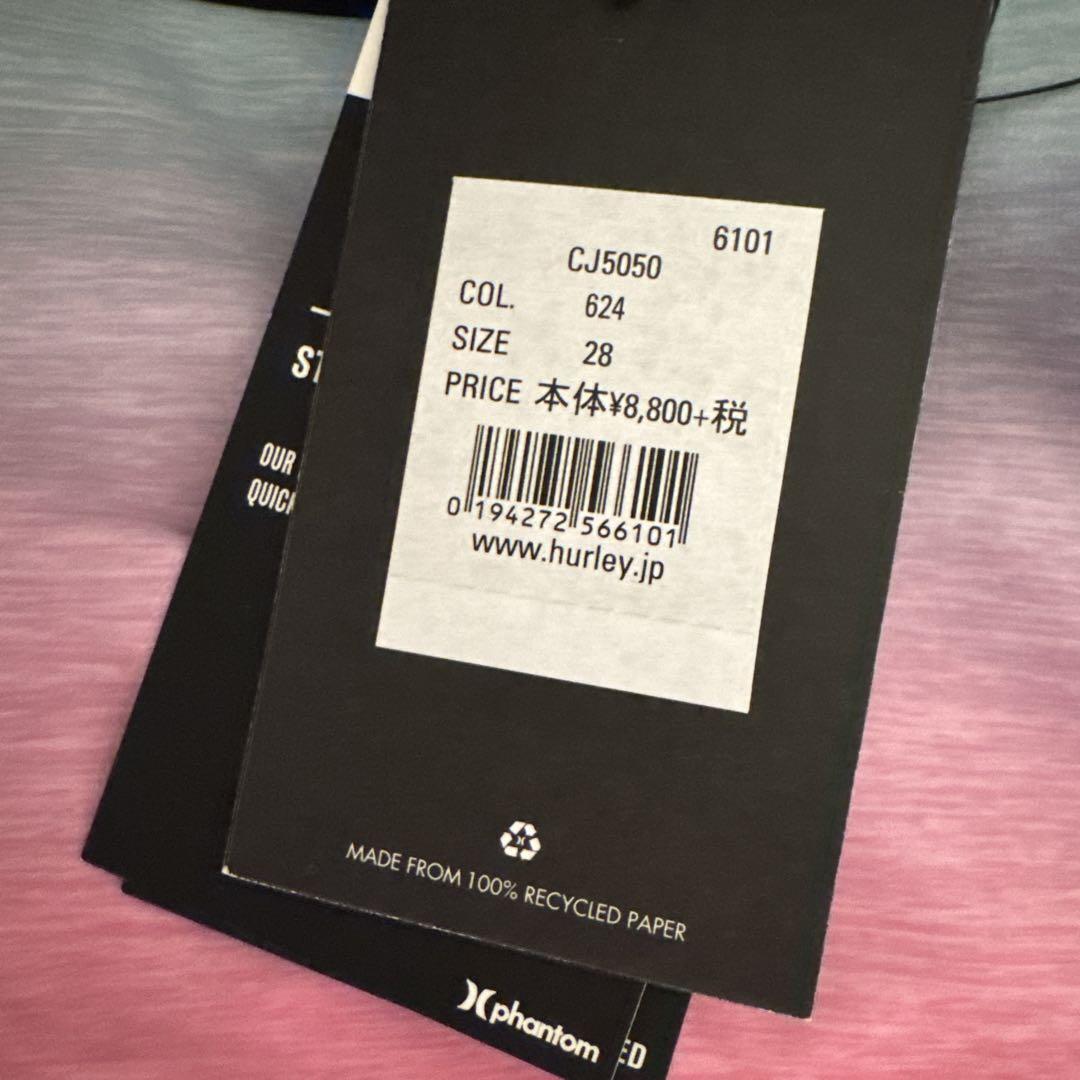 6101
CJ5050
COL. 624
SIZE 28
PRICE 本体¥8,800+税
0 194272 566101
www.hurley.jp
MADE FROM 100% RECYCLED PAPER
OUR
phantom